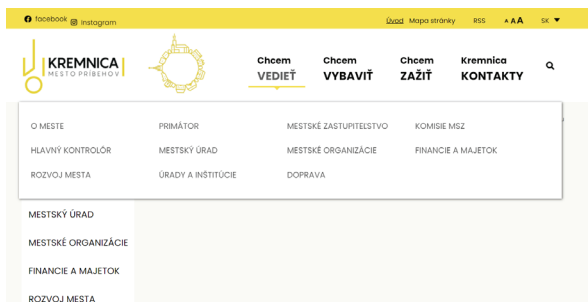 facebook Instagram Úvod Mapa stránky RSS A A A SK
KREMNICA
MESTO PRÍBEHOV
Chcem Chcem Chcem Kremnica
VEDIEŤ VYBAVIŤ ZAŽIŤ KONTAKTY
O MESTE PRIMÁTOR MESTSKÉ ZASTUPITEĽSTVO KOMISIE MSZ
HLAVNÝ KONTROLÓR MESTSKÝ ÚRAD MESTSKÉ ORGANIZÁCIE FINANCIE A MAJETOK
ROZVOJ MESTA ÚRADY A INŠTITÚCIE DOPRAVA
MESTSKÝ ÚRAD
MESTSKÉ ORGANIZÁCIE
FINANCIE A MAJETOK
ROZVOJ MESTA